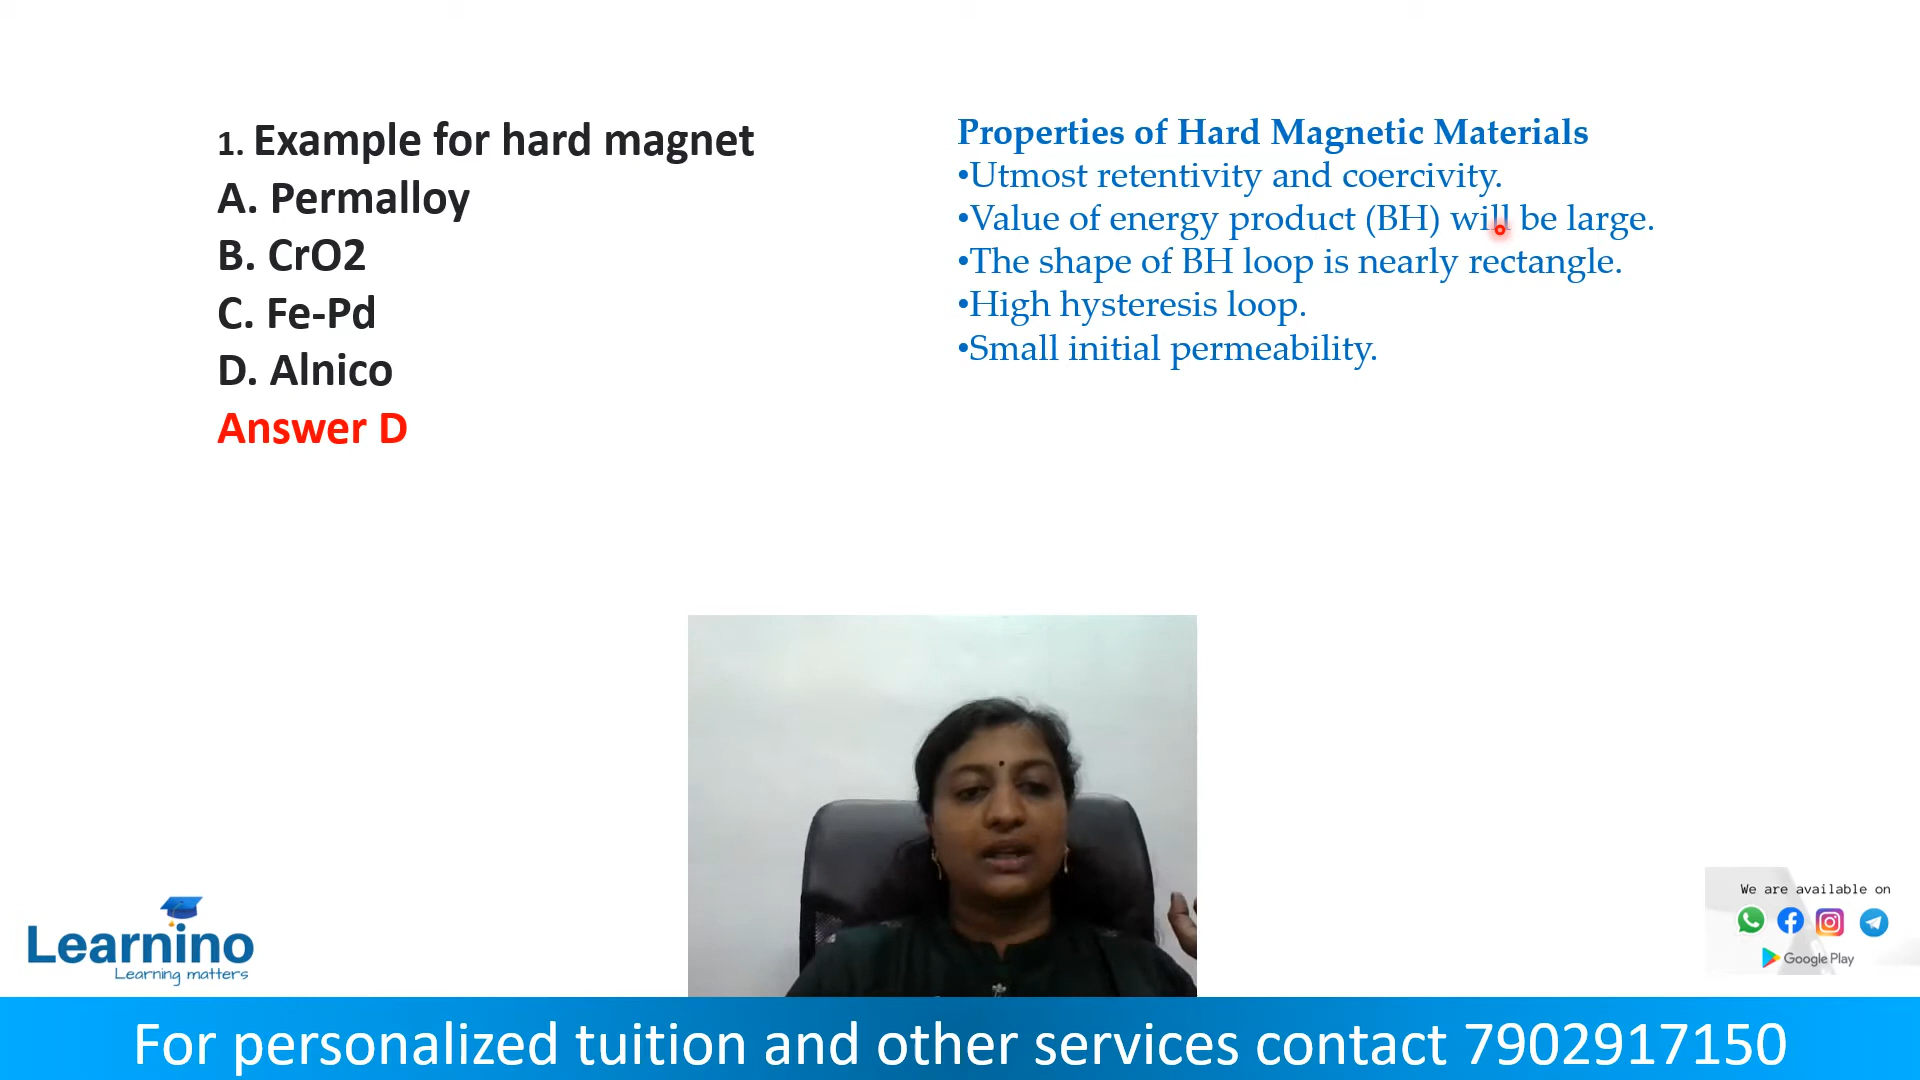 1. Example for hard magnet
A. Permalloy
B. CrO2
C. Fe-Pd
D. Alnico
Answer D
Properties of Hard Magnetic Materials
•Utmost retentivity and coercivity.
•Value of energy product (BH) will be large.
•The shape of BH loop is nearly rectangle.
•High hysteresis loop.
•Small initial permeability.
Learnino
Learning matters
We are available on
Google Play
For personalized tuition and other services contact 7902917150